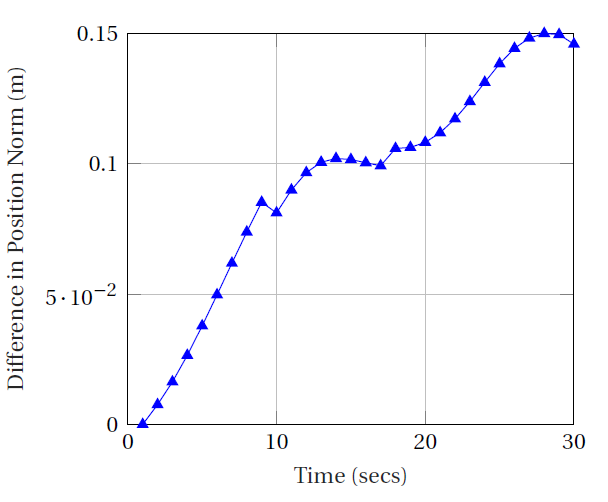 Difference in Position Norm (m)
0.15
0.1
5·10⁻²
0
0 10 20 30
Time (secs)